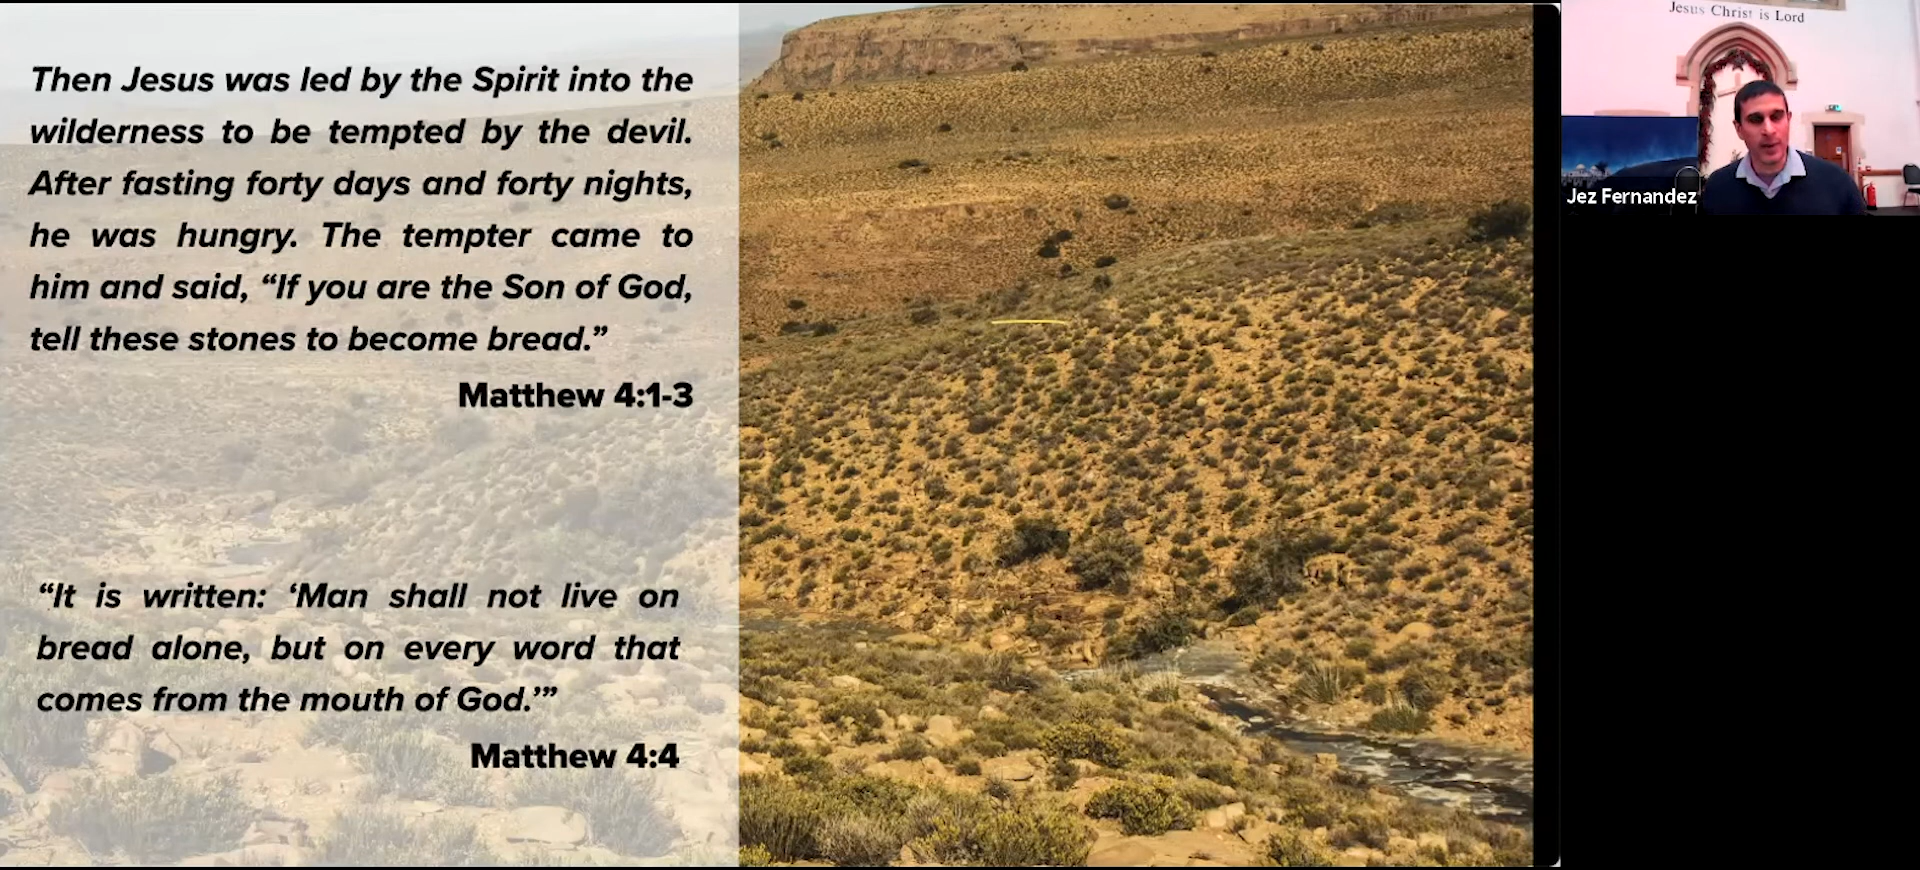 Then Jesus was led by the Spirit into the
wilderness to be tempted by the devil.
After fasting forty days and forty nights,
he was hungry. The tempter came to
him and said, “If you are the Son of God,
tell these stones to become bread.”
Matthew 4:1-3
“It is written: ‘Man shall not live on
bread alone, but on every word that
comes from the mouth of God.’”
Matthew 4:4
Jesus Christ is Lord
Jez Fernandez